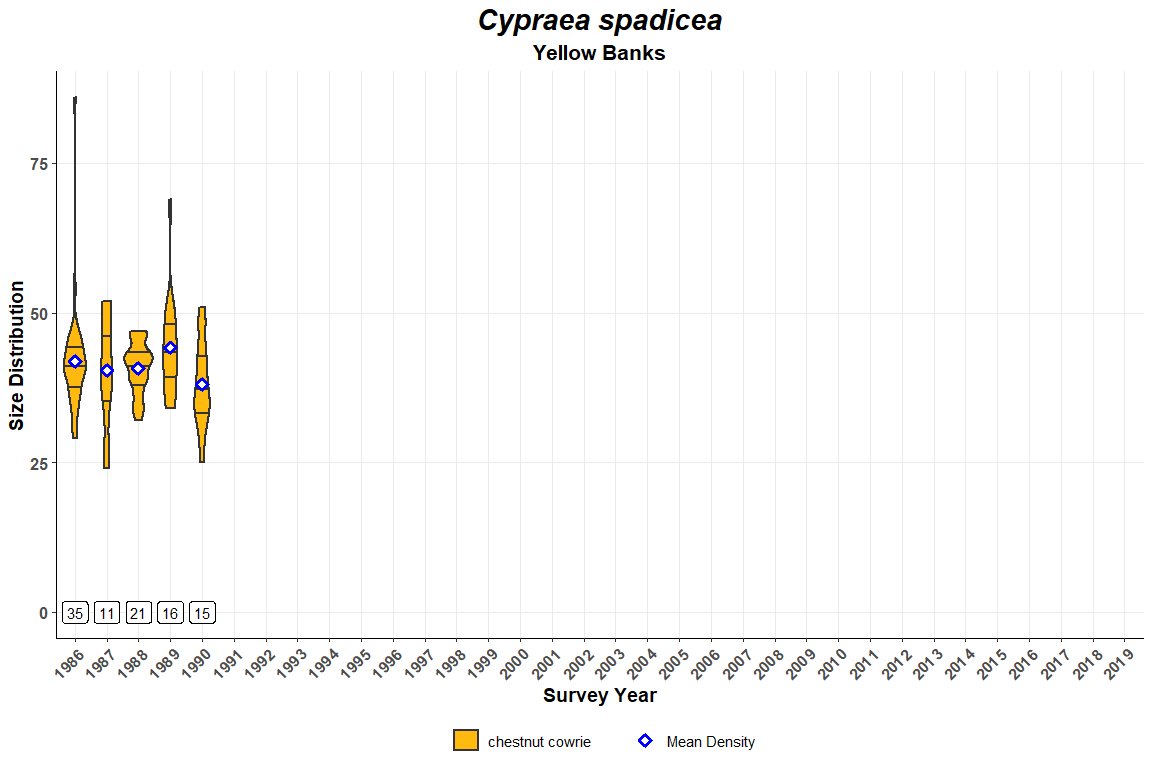 Cypraea spadicea
Yellow Banks
Size Distribution
75
50
25
0
35 11 21 16 15
1986 1987 1988 1989 1990 1991 1992 1993 1994 1995 1996 1997 1998 1999 2000 2001 2002 2003 2004 2005 2006 2007 2008 2009 2010 2011 2012 2013 2014 2015 2016 2017 2018 2019
Survey Year
chestnut cowrie Mean Density